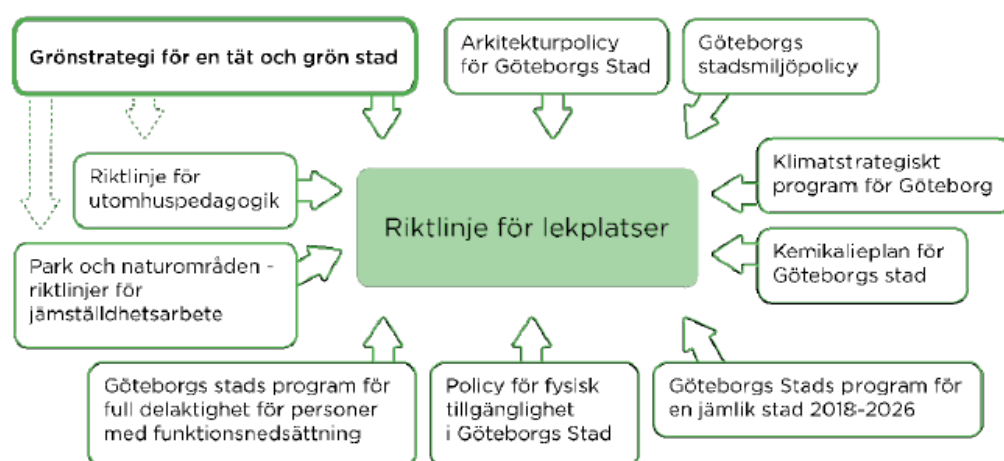 Grönstrategi för en tät och grön stad
Arkitekturpolicy
för Göteborgs Stad
Göteborgs
stadsmiljöpolicy
Riktlinje för
utomhuspedagogik
Riktlinje för lekplatser
Klimatstrategiskt
program för Göteborg
Park och naturområden -
riktlinjer för
jämställdhetsarbete
Kemikalieplan för
Göteborgs stad
Göteborgs stads program för
full delaktighet för personer
med funktionsnedsättning
Policy för fysisk
tillgänglighet
i Göteborgs Stad
Göteborgs Stads program för
en jämlik stad 2018-2026